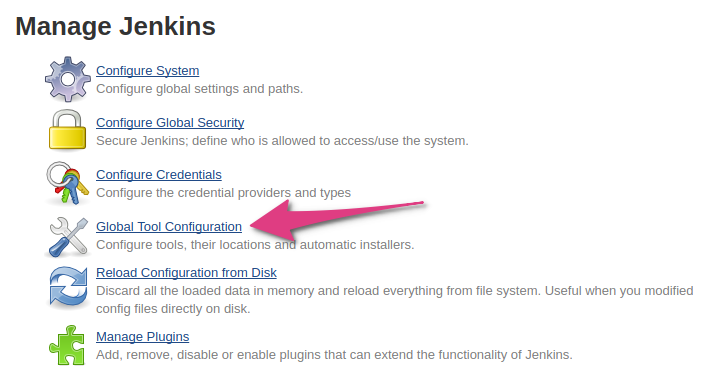 Manage Jenkins
Configure System
Configure global settings and paths.
Configure Global Security
Secure Jenkins; define who is allowed to access/use the system.
Configure Credentials
Configure the credential providers and types
Global Tool Configuration
Configure tools, their locations and automatic installers.
Reload Configuration from Disk
Discard all the loaded data in memory and reload everything from file system. Useful when you modified
config files directly on disk.
Manage Plugins
Add, remove, disable or enable plugins that can extend the functionality of Jenkins.